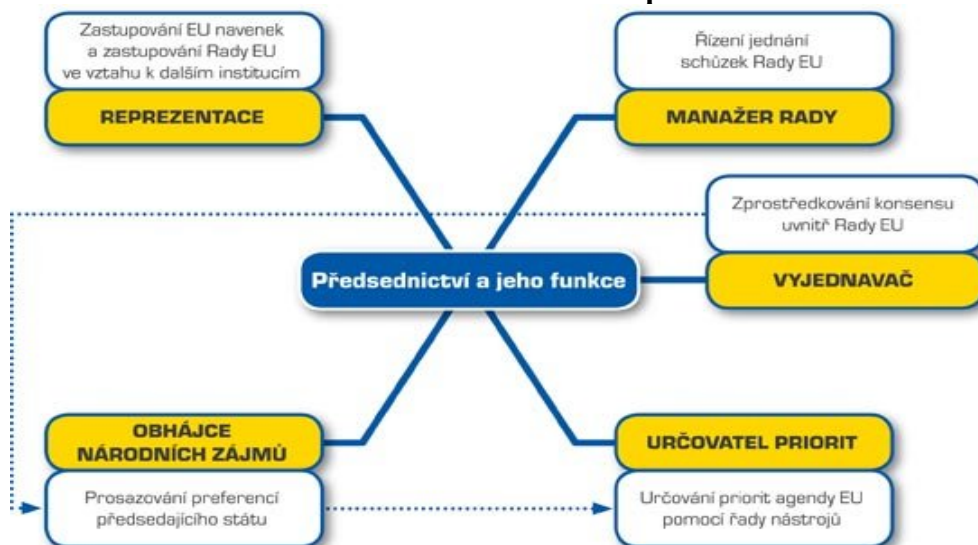 Zastupování EU navenek
a zastupování Rady EU
ve vztahu k dalším institucím
REPREZENTACE
Řízení jednání
schůzek Rady EU
MANAŽER RADY
Zprostředkování konsensu
uvnitř Rady EU
VYJEDNAVAČ
Předsednictví a jeho funkce
OBHÁJCE
NÁRODNÍCH ZÁJMŮ
Prosazování preferencí
předsedajícího státu
URČOVATEL PRIORIT
Určování priorit agendy EU
pomocí řady nástrojů